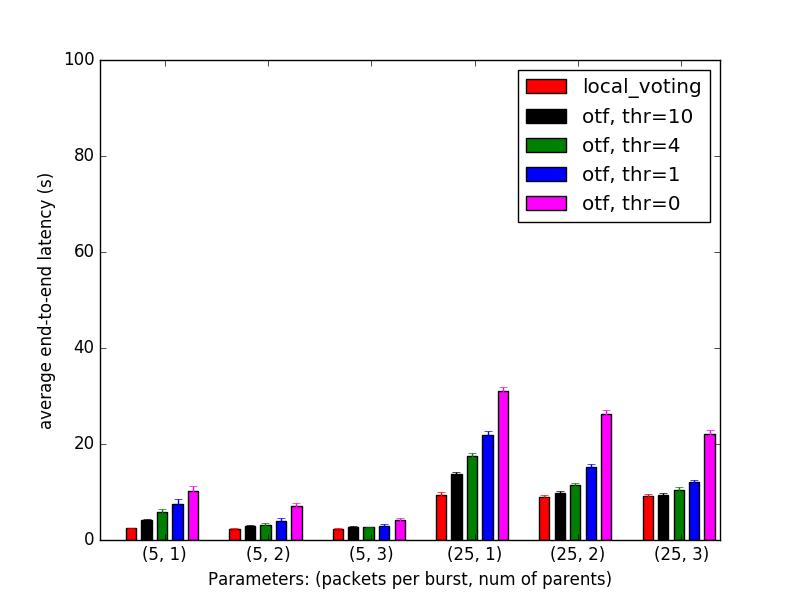 average end-to-end latency (s)
100
80
60
40
20
0
local_voting
otf, thr=10
otf, thr=4
otf, thr=1
otf, thr=0
(5, 1) (5, 2) (5, 3) (25, 1) (25, 2) (25, 3)
Parameters: (packets per burst, num of parents)